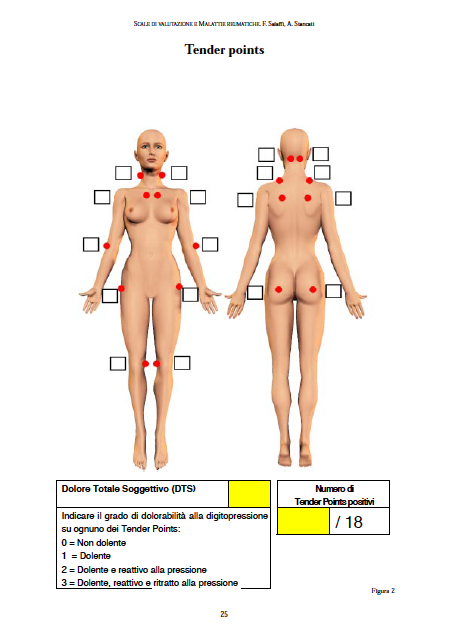 SCALE DI VALUTAZIONE E MALATTIE REUMATICHE. F. Salaffi, A. Stancati
Tender points
Dolore Totale Soggettivo (DTS)
Indicare il grado di dolorabilità alla digitopressione
su ognuno dei Tender Points:
0 = Non dolente
1 = Dolente
2 = Dolente e reattivo alla pressione
3 = Dolente, reattivo e ritratto alla pressione
Numero di
Tender Points positivi
/ 18
Figura 2
25